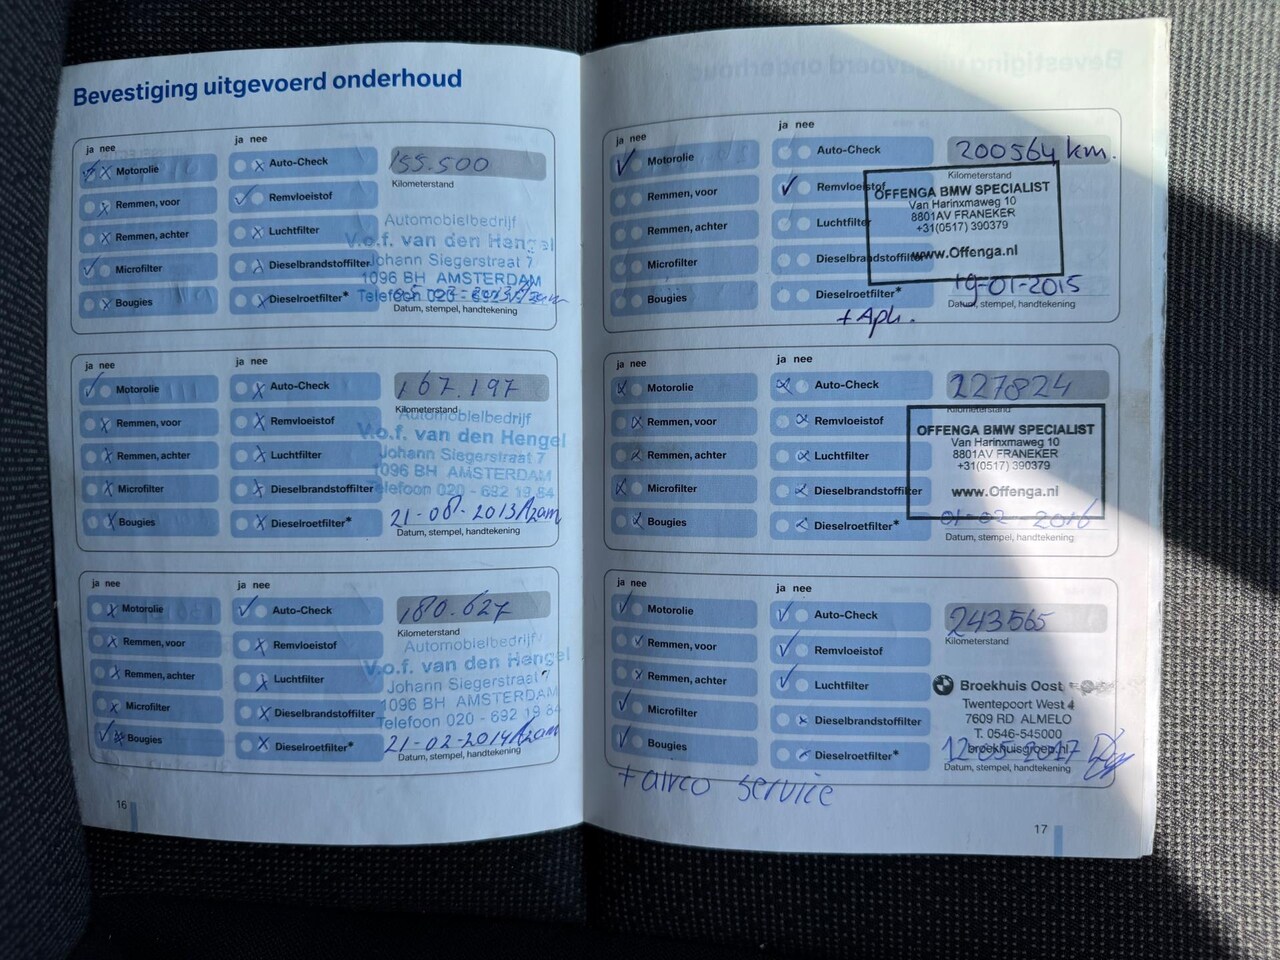 Bevestiging uitgevoerd onderhoud
ja nee
ja nee
Motorolie
Auto-Check
155.500
Kilometerstand
Remmen, voor
Remvloeistof
Remmen, achter
Luchtfilter
Microfilter
Dieselbrandstoffilter
Bougies
Dieselroetfilter*
Automobielbedrijf
V.o.f. van den Hengel
Johann Siegerstraat 7
1096 BH AMSTERDAM
Telefoon 020 -
Datum, stempel, handtekening
ja nee
ja nee
Motorolie
Auto-Check
167.197
Kilometerstand
Remmen, voor
Remvloeistof
Remmen, achter
Luchtfilter
Microfilter
Dieselbrandstoffilter
Bougies
Dieselroetfilter*
Automobielbedrijf
V.o.f. van den Hengel
Johann Siegerstraat 7
1096 BH AMSTERDAM
Telefoon 020 - 692 19 84
21-08-2013
Datum, stempel, handtekening
ja nee
ja nee
Motorolie
Auto-Check
180.627
Kilometerstand
Remmen, voor
Remvloeistof
Remmen, achter
Luchtfilter
Microfilter
Dieselbrandstoffilter
Bougies
Dieselroetfilter*
Automobielbedrijf
V.o.f. van den Hengel
Johann Siegerstraat 7
1096 BH AMSTERDAM
Telefoon 020 - 692 19 84
21-02-2014
Datum, stempel, handtekening
16
ja nee
ja nee
Motorolie
Auto-Check
200564 km.
Kilometerstand
Remmen, voor
Remvloeistof
Remmen, achter
Luchtfilter
Microfilter
Dieselbrandstoffilter
Bougies
Dieselroetfilter*
OFFENGA BMW SPECIALIST
Van Harinxmaweg 10
8801AV FRANEKER
+31(0517) 390379
www.Offenga.nl
19-01-2015
Datum, stempel, handtekening
+ Apk.
ja nee
ja nee
Motorolie
Auto-Check
227824
Kilometerstand
Remmen, voor
Remvloeistof
Remmen, achter
Luchtfilter
Microfilter
Dieselbrandstoffilter
Bougies
Dieselroetfilter*
OFFENGA BMW SPECIALIST
Van Harinxmaweg 10
8801AV FRANEKER
+31(0517) 390379
www.Offenga.nl
01-02-2016
Datum, stempel, handtekening
ja nee
ja nee
Motorolie
Auto-Check
243565
Kilometerstand
Remmen, voor
Remvloeistof
Remmen, achter
Luchtfilter
Microfilter
Dieselbrandstoffilter
Bougies
Dieselroetfilter*
Broekhuis Oost
Twentepoort West 4
7609 RD ALMELO
T. 0546-545000
broekhuisgroep.nl
Datum, stempel, handtekening
+ airco service
17